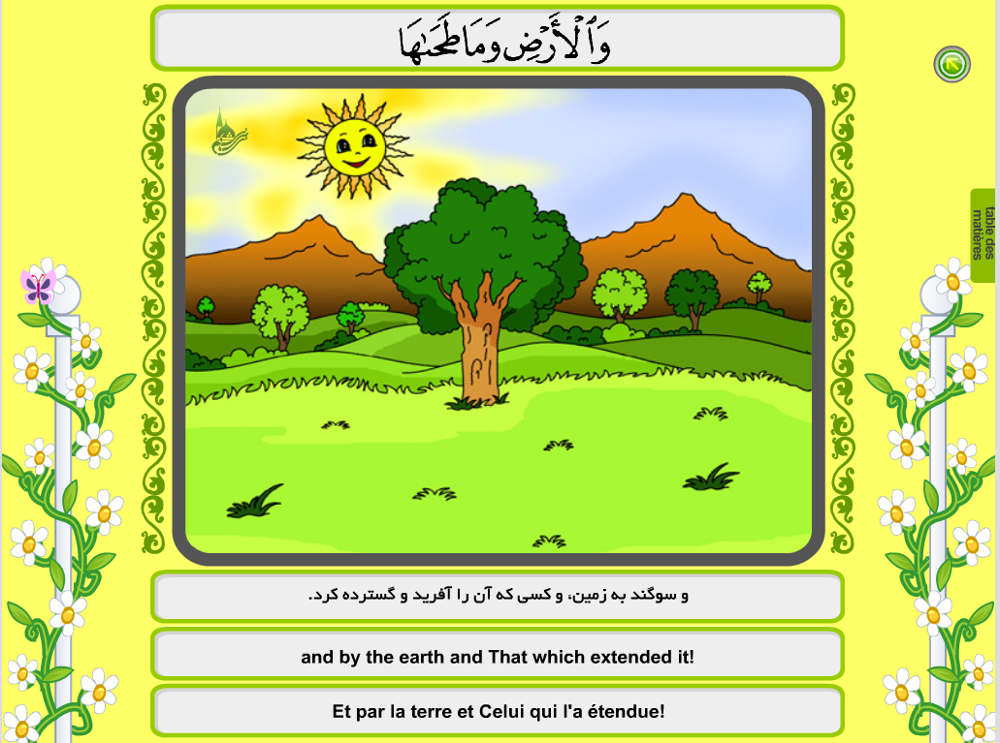 وَٱلْأَرْضِ وَمَا طَحَىٰهَا
table des
matières
و سوگند به زمین، و کسی که آن را آفرید و گسترده کرد.
and by the earth and That which extended it!
Et par la terre et Celui qui l'a étendue!